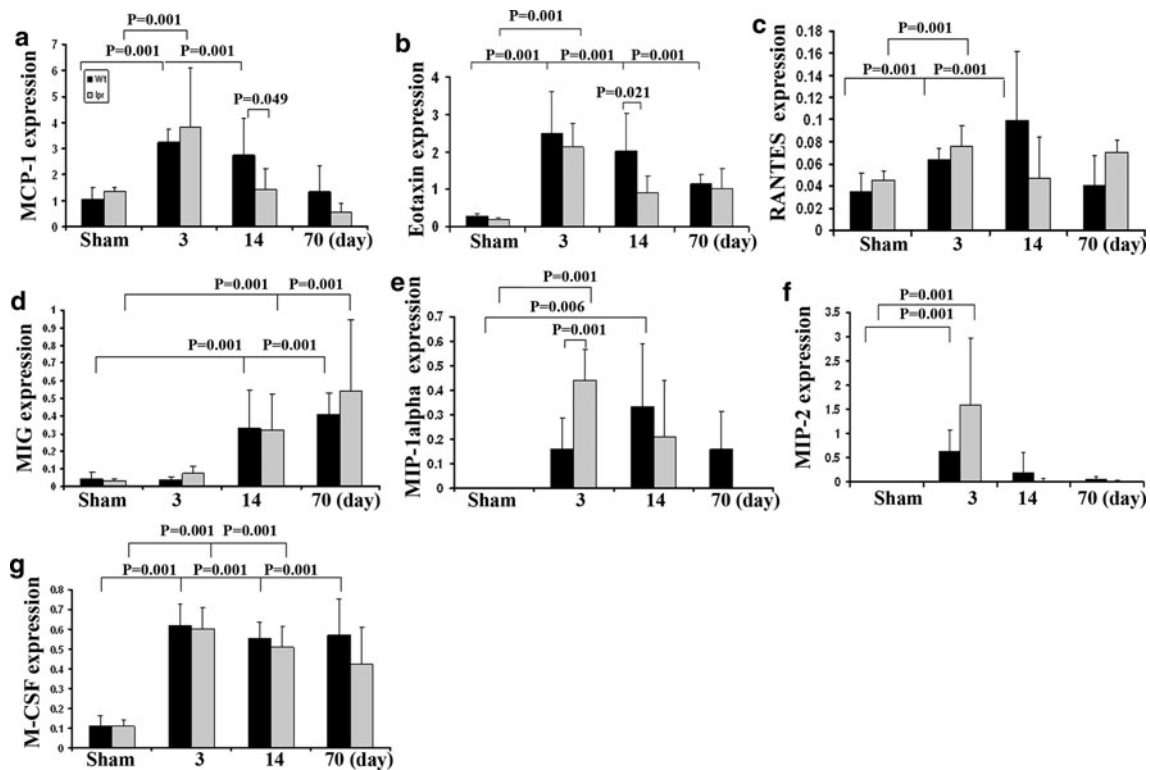 a
P=0.001
P=0.001 P=0.001
P=0.049
Wt
lpr
7
6
5
4
3
2
1
0
MCP-1 expression
Sham 3 14 70 (day)
b
P=0.001
P=0.001 P=0.001 P=0.001
P=0.021
4
3
2
1
0
Eotaxin expression
Sham 3 14 70 (day)
c
P=0.001
P=0.001 P=0.001
0.18
0.16
0.14
0.12
0.1
0.08
0.06
0.04
0.02
0
RANTES expression
Sham 3 14 70 (day)
d
P=0.001 P=0.001
P=0.001 P=0.001
1
0.9
0.8
0.7
0.6
0.5
0.4
0.3
0.2
0.1
0
MIG expression
Sham 3 14 70 (day)
e
P=0.001
P=0.006
P=0.001
0.7
0.6
0.5
0.4
0.3
0.2
0.1
0
MIP-1alpha expression
Sham 3 14 70 (day)
f
P=0.001
P=0.001
3.5
3
2.5
2
1.5
1
0.5
0
MIP-2 expression
Sham 3 14 70 (day)
g
P=0.001 P=0.001
P=0.001 P=0.001 P=0.001
0.8
0.7
0.6
0.5
0.4
0.3
0.2
0.1
0
M-CSF expression
Sham 3 14 70 (day)